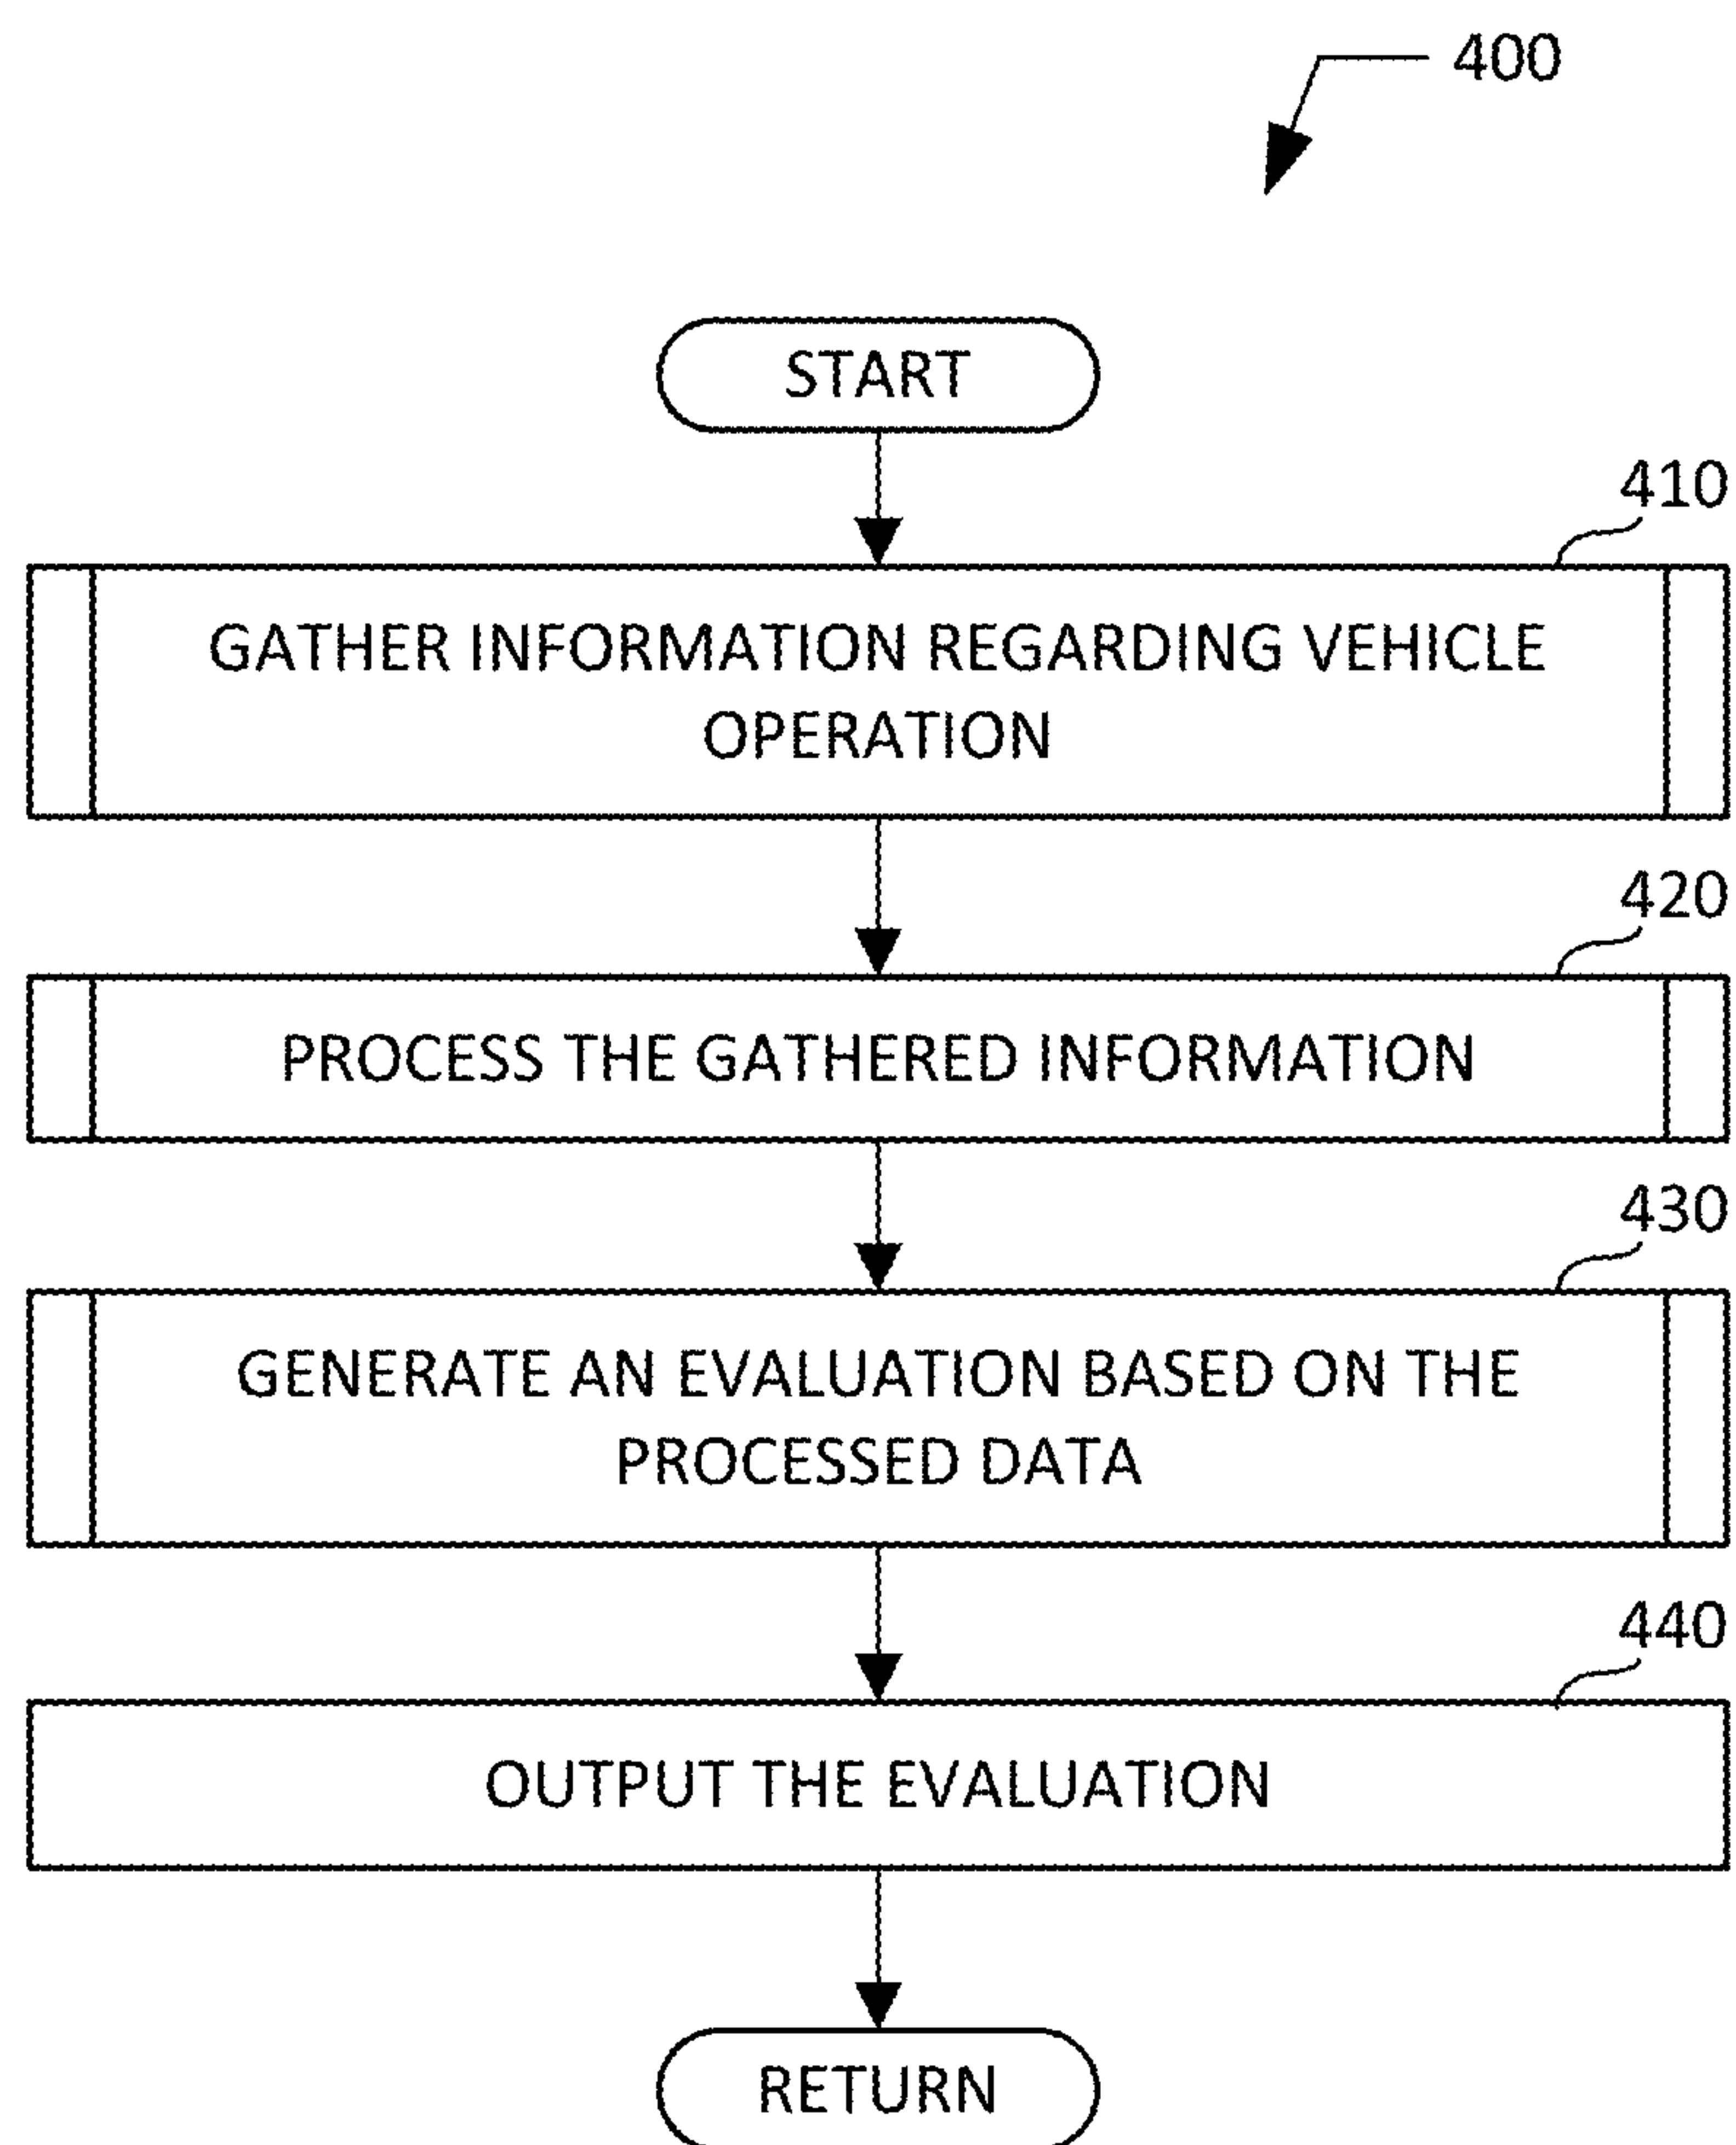 400
START
410
GATHER INFORMATION REGARDING VEHICLE
OPERATION
420
PROCESS THE GATHERED INFORMATION
430
GENERATE AN EVALUATION BASED ON THE
PROCESSED DATA
440
OUTPUT THE EVALUATION
RETURN